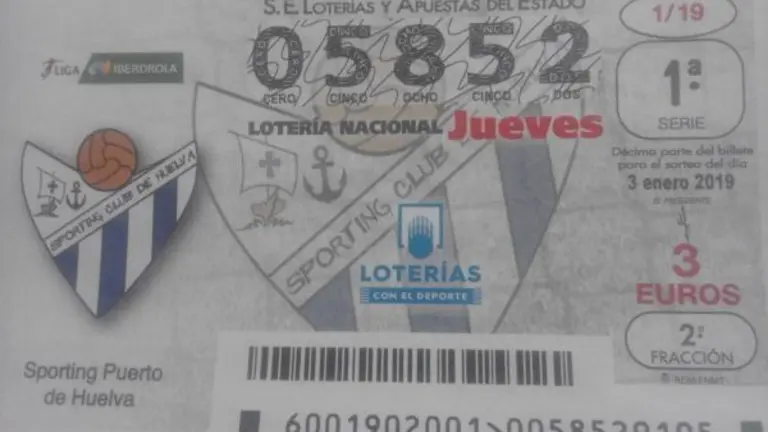 S.E. LOTERÍAS Y APUESTAS DEL ESTADO
1/19
LIGA IBERDROLA
05852
CERO CINCO OCHO CINCO DOS
LOTERÍA NACIONAL Jueves
1ª
SERIE
Décima parte del billete
para el sorteo del día
3 enero 2019
EL PRESIDENTE
SPORTING CLUB DE HUELVA
SPORTING CLUB
3
EUROS
LOTERÍAS
CON EL DEPORTE
2ª
FRACCIÓN
Sporting Puerto
de Huelva